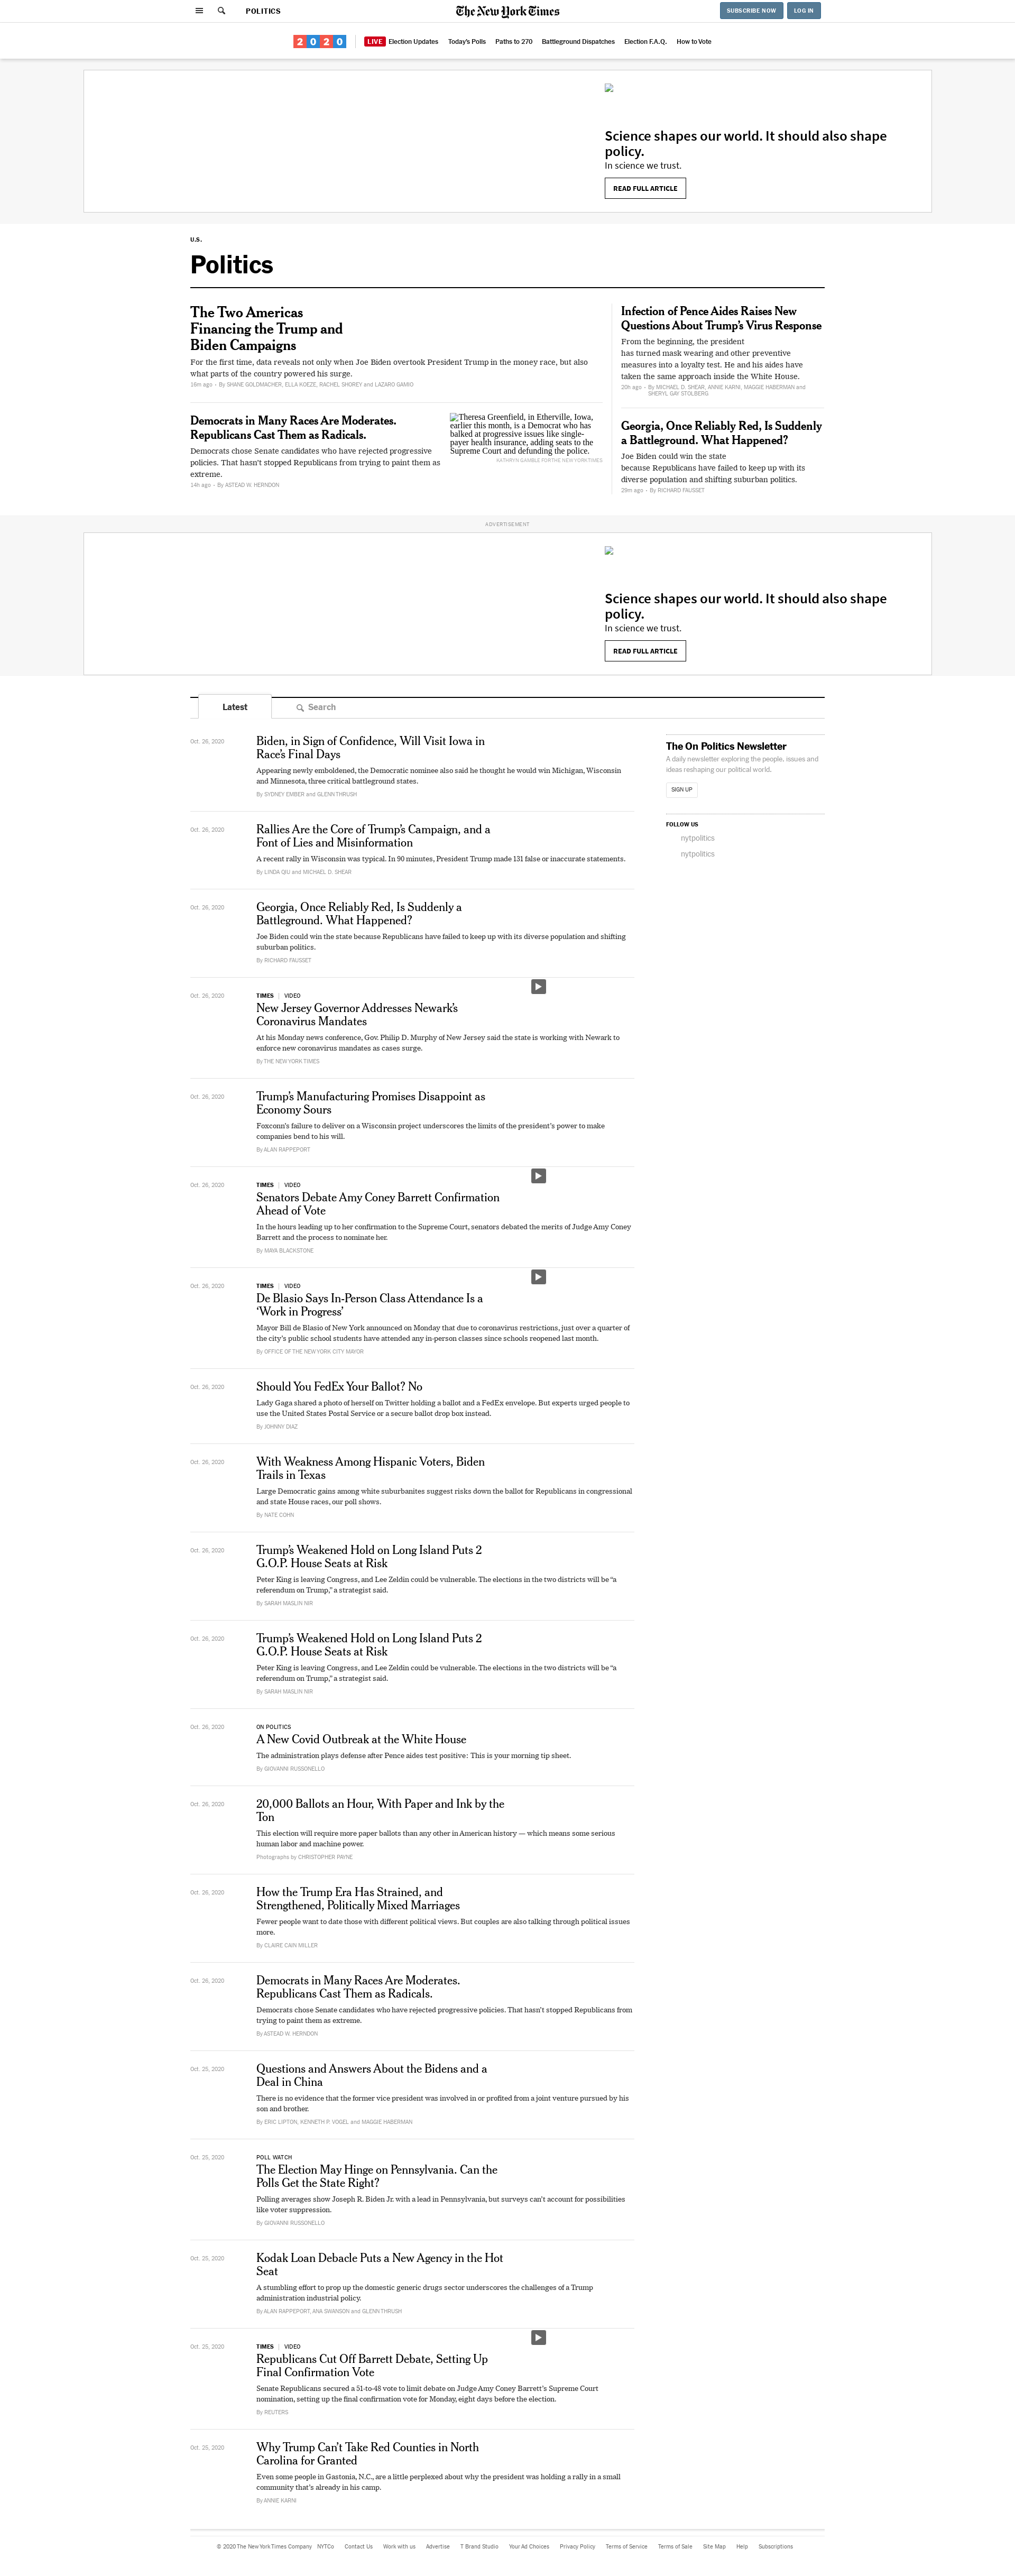 POLITICS
The New York Times
SUBSCRIBE NOW
LOG IN
2020
LIVE Election Updates
Today's Polls
Paths to 270
Battleground Dispatches
Election F.A.Q.
How to Vote
Science shapes our world. It should also shape
policy.
In science we trust.
READ FULL ARTICLE
U.S.
Politics
The Two Americas
Financing the Trump and
Biden Campaigns
For the first time, data reveals not only when Joe Biden overtook President Trump in the money race, but also
what parts of the country powered his surge.
16m ago - By SHANE GOLDMACHER, ELLA KOEZE, RACHEL SHOREY and LAZARO GAMIO
Democrats in Many Races Are Moderates.
Republicans Cast Them as Radicals.
Democrats chose Senate candidates who have rejected progressive
policies. That hasn't stopped Republicans from trying to paint them as
extreme.
14h ago - By ASTEAD W. HERNDON
Theresa Greenfield, in Etherville, Iowa,
earlier this month, is a Democrat who has
balked at progressive issues like single-
payer health insurance, adding seats to the
Supreme Court and defunding the police.
KATHRYN GAMBLE FOR THE NEW YORK TIMES
Infection of Pence Aides Raises New
Questions About Trump's Virus Response
From the beginning, the president
has turned mask wearing and other preventive
measures into a loyalty test. He and his aides have
taken the same approach inside the White House.
20h ago - By MICHAEL D. SHEAR, ANNIE KARNI, MAGGIE HABERMAN and
SHERYL GAY STOLBERG
Georgia, Once Reliably Red, Is Suddenly
a Battleground. What Happened?
Joe Biden could win the state
because Republicans have failed to keep up with its
diverse population and shifting suburban politics.
29m ago - By RICHARD FAUSSET
ADVERTISEMENT
Science shapes our world. It should also shape
policy.
In science we trust.
READ FULL ARTICLE
Latest
Search
Oct. 26, 2020
Biden, in Sign of Confidence, Will Visit Iowa in
Race's Final Days
Appearing newly emboldened, the Democratic nominee also said he thought he would win Michigan, Wisconsin
and Minnesota, three critical battleground states.
By SYDNEY EMBER and GLENN THRUSH
The On Politics Newsletter
A daily newsletter exploring the people, issues and
ideas reshaping our political world.
SIGN UP
FOLLOW US
nytpolitics
nytpolitics
Oct. 26, 2020
Rallies Are the Core of Trump's Campaign, and a
Font of Lies and Misinformation
A recent rally in Wisconsin was typical. In 90 minutes, President Trump made 131 false or inaccurate statements.
By LINDA QIU and MICHAEL D. SHEAR
Oct. 26, 2020
Georgia, Once Reliably Red, Is Suddenly a
Battleground. What Happened?
Joe Biden could win the state because Republicans have failed to keep up with its diverse population and shifting
suburban politics.
By RICHARD FAUSSET
Oct. 26, 2020
TIMES | VIDEO
New Jersey Governor Addresses Newark's
Coronavirus Mandates
At his Monday news conference, Gov. Philip D. Murphy of New Jersey said the state is working with Newark to
enforce new coronavirus mandates as cases surge.
By THE NEW YORK TIMES
Oct. 26, 2020
Trump's Manufacturing Promises Disappoint as
Economy Sours
Foxconn's failure to deliver on a Wisconsin project underscores the limits of the president's power to make
companies bend to his will.
By ALAN RAPPEPORT
Oct. 26, 2020
TIMES | VIDEO
Senators Debate Amy Coney Barrett Confirmation
Ahead of Vote
In the hours leading up to her confirmation to the Supreme Court, senators debated the merits of Judge Amy Coney
Barrett and the process to nominate her.
By MAYA BLACKSTONE
Oct. 26, 2020
TIMES | VIDEO
De Blasio Says In-Person Class Attendance Is a
'Work in Progress'
Mayor Bill de Blasio of New York announced on Monday that due to coronavirus restrictions, just over a quarter of
the city's public school students have attended any in-person classes since schools reopened last month.
By OFFICE OF THE NEW YORK CITY MAYOR
Oct. 26, 2020
Should You FedEx Your Ballot? No
Lady Gaga shared a photo of herself on Twitter holding a ballot and a FedEx envelope. But experts urged people to
use the United States Postal Service or a secure ballot drop box instead.
By JOHNNY DIAZ
Oct. 26, 2020
With Weakness Among Hispanic Voters, Biden
Trails in Texas
Large Democratic gains among white suburbanites suggest risks down the ballot for Republicans in congressional
and state House races, our poll shows.
By NATE COHN
Oct. 26, 2020
Trump's Weakened Hold on Long Island Puts 2
G.O.P. House Seats at Risk
Peter King is leaving Congress, and Lee Zeldin could be vulnerable. The elections in the two districts will be "a
referendum on Trump," a strategist said.
By SARAH MASLIN NIR
Oct. 26, 2020
Trump's Weakened Hold on Long Island Puts 2
G.O.P. House Seats at Risk
Peter King is leaving Congress, and Lee Zeldin could be vulnerable. The elections in the two districts will be "a
referendum on Trump," a strategist said.
By SARAH MASLIN NIR
Oct. 26, 2020
ON POLITICS
A New Covid Outbreak at the White House
The administration plays defense after Pence aides test positive: This is your morning tip sheet.
By GIOVANNI RUSSONELLO
Oct. 26, 2020
20,000 Ballots an Hour, With Paper and Ink by the
Ton
This election will require more paper ballots than any other in American history — which means some serious
human labor and machine power.
Photographs by CHRISTOPHER PAYNE
Oct. 26, 2020
How the Trump Era Has Strained, and
Strengthened, Politically Mixed Marriages
Fewer people want to date those with different political views. But couples are also talking through political issues
more.
By CLAIRE CAIN MILLER
Oct. 26, 2020
Democrats in Many Races Are Moderates.
Republicans Cast Them as Radicals.
Democrats chose Senate candidates who have rejected progressive policies. That hasn't stopped Republicans from
trying to paint them as extreme.
By ASTEAD W. HERNDON
Oct. 25, 2020
Questions and Answers About the Bidens and a
Deal in China
There is no evidence that the former vice president was involved in or profited from a joint venture pursued by his
son and brother.
By ERIC LIPTON, KENNETH P. VOGEL and MAGGIE HABERMAN
Oct. 25, 2020
POLL WATCH
The Election May Hinge on Pennsylvania. Can the
Polls Get the State Right?
Polling averages show Joseph R. Biden Jr. with a lead in Pennsylvania, but surveys can't account for possibilities
like voter suppression.
By GIOVANNI RUSSONELLO
Oct. 25, 2020
Kodak Loan Debacle Puts a New Agency in the Hot
Seat
A stumbling effort to prop up the domestic generic drugs sector underscores the challenges of a Trump
administration industrial policy.
By ALAN RAPPEPORT, ANA SWANSON and GLENN THRUSH
Oct. 25, 2020
TIMES | VIDEO
Republicans Cut Off Barrett Debate, Setting Up
Final Confirmation Vote
Senate Republicans secured a 51-to-48 vote to limit debate on Judge Amy Coney Barrett's Supreme Court
nomination, setting up the final confirmation vote for Monday, eight days before the election.
By REUTERS
Oct. 25, 2020
Why Trump Can't Take Red Counties in North
Carolina for Granted
Even some people in Gastonia, N.C., are a little perplexed about why the president was holding a rally in a small
community that's already in his camp.
By ANNIE KARNI
© 2020 The New York Times Company
NYTCo
Contact Us
Work with us
Advertise
T Brand Studio
Your Ad Choices
Privacy Policy
Terms of Service
Terms of Sale
Site Map
Help
Subscriptions